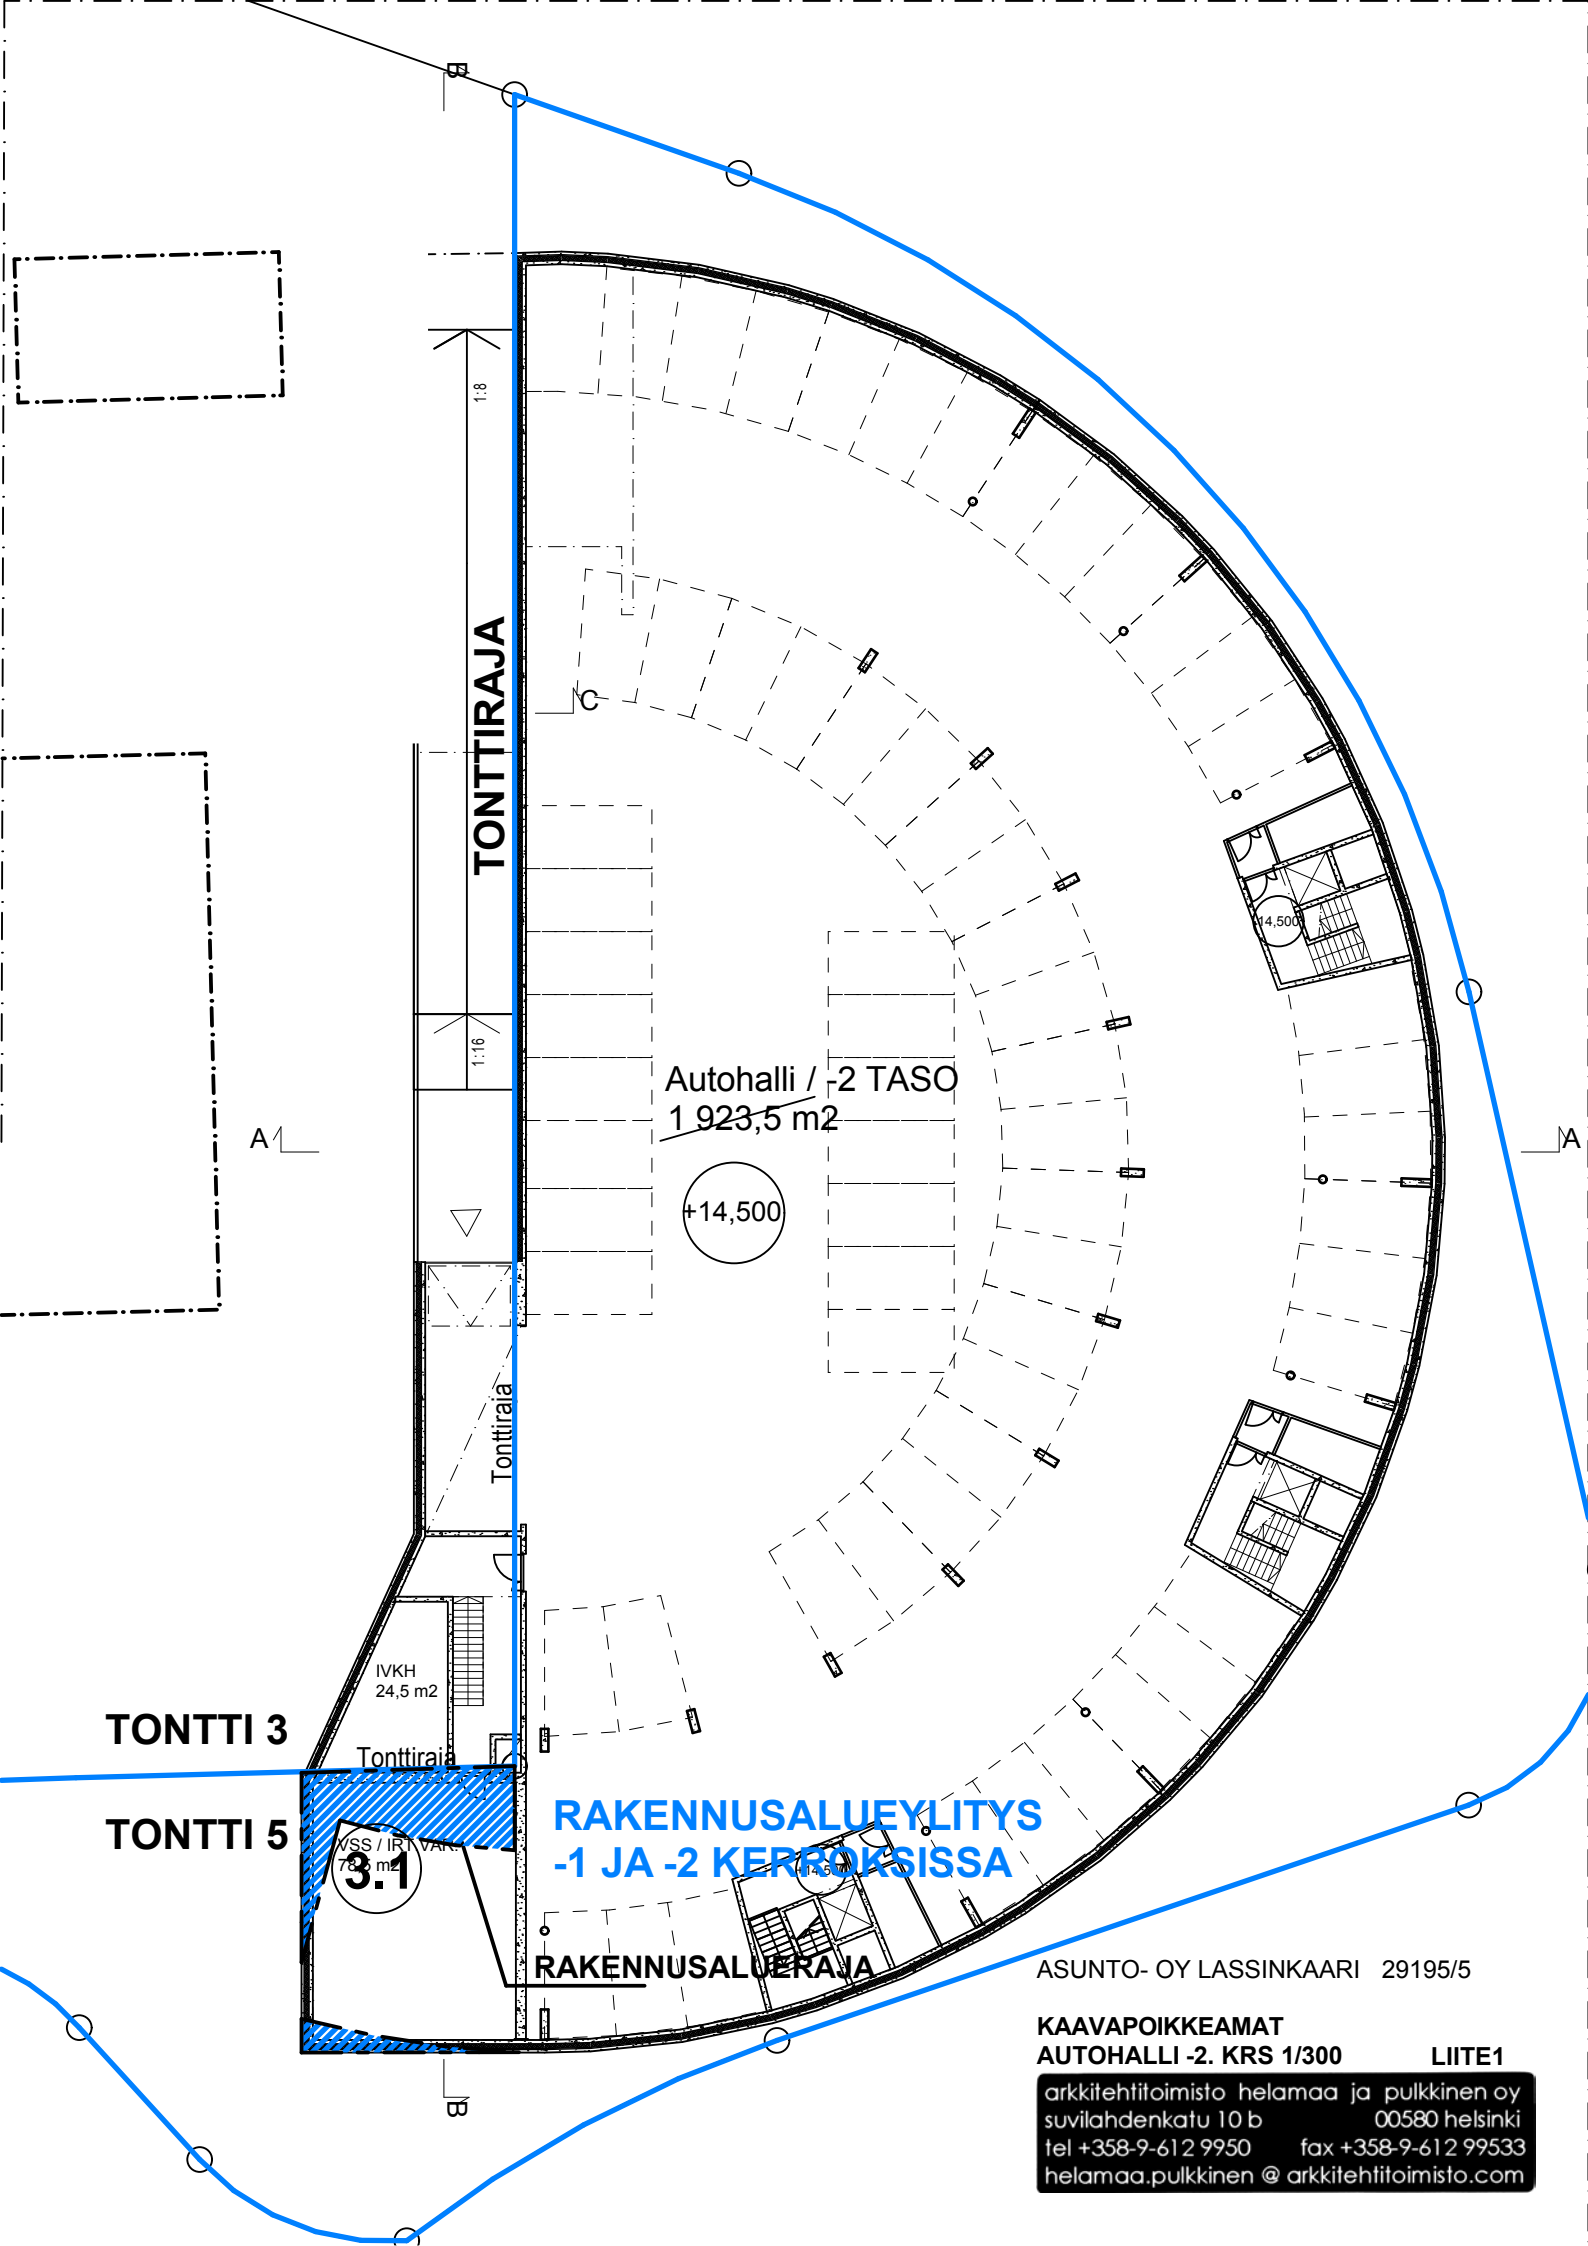 B
1:8
TONTTIRAJA
C
14,500
1:16
Autohalli / -2 TASO
1 923,5 m2
A
A
+14,500
Tonttiraja
IVKH
24,5 m2
TONTTI 3
Tonttiraja
TONTTI 5
VSS / IRT.VAR.
3.1
RAKENNUSALUEYLITYS
-1 JA -2 KERROKSISSA
RAKENNUSALUERAJA
B
ASUNTO- OY LASSINKAARI 29195/5
KAAVAPOIKKEAMAT
AUTOHALLI -2. KRS 1/300 LIITE1
arkkitehtitoimisto helamaa ja pulkkinen oy
suvilahdenkatu 10 b 00580 helsinki
tel +358-9-612 9950 fax +358-9-612 99533
helamaa.pulkkinen @ arkkitehtitoimisto.com